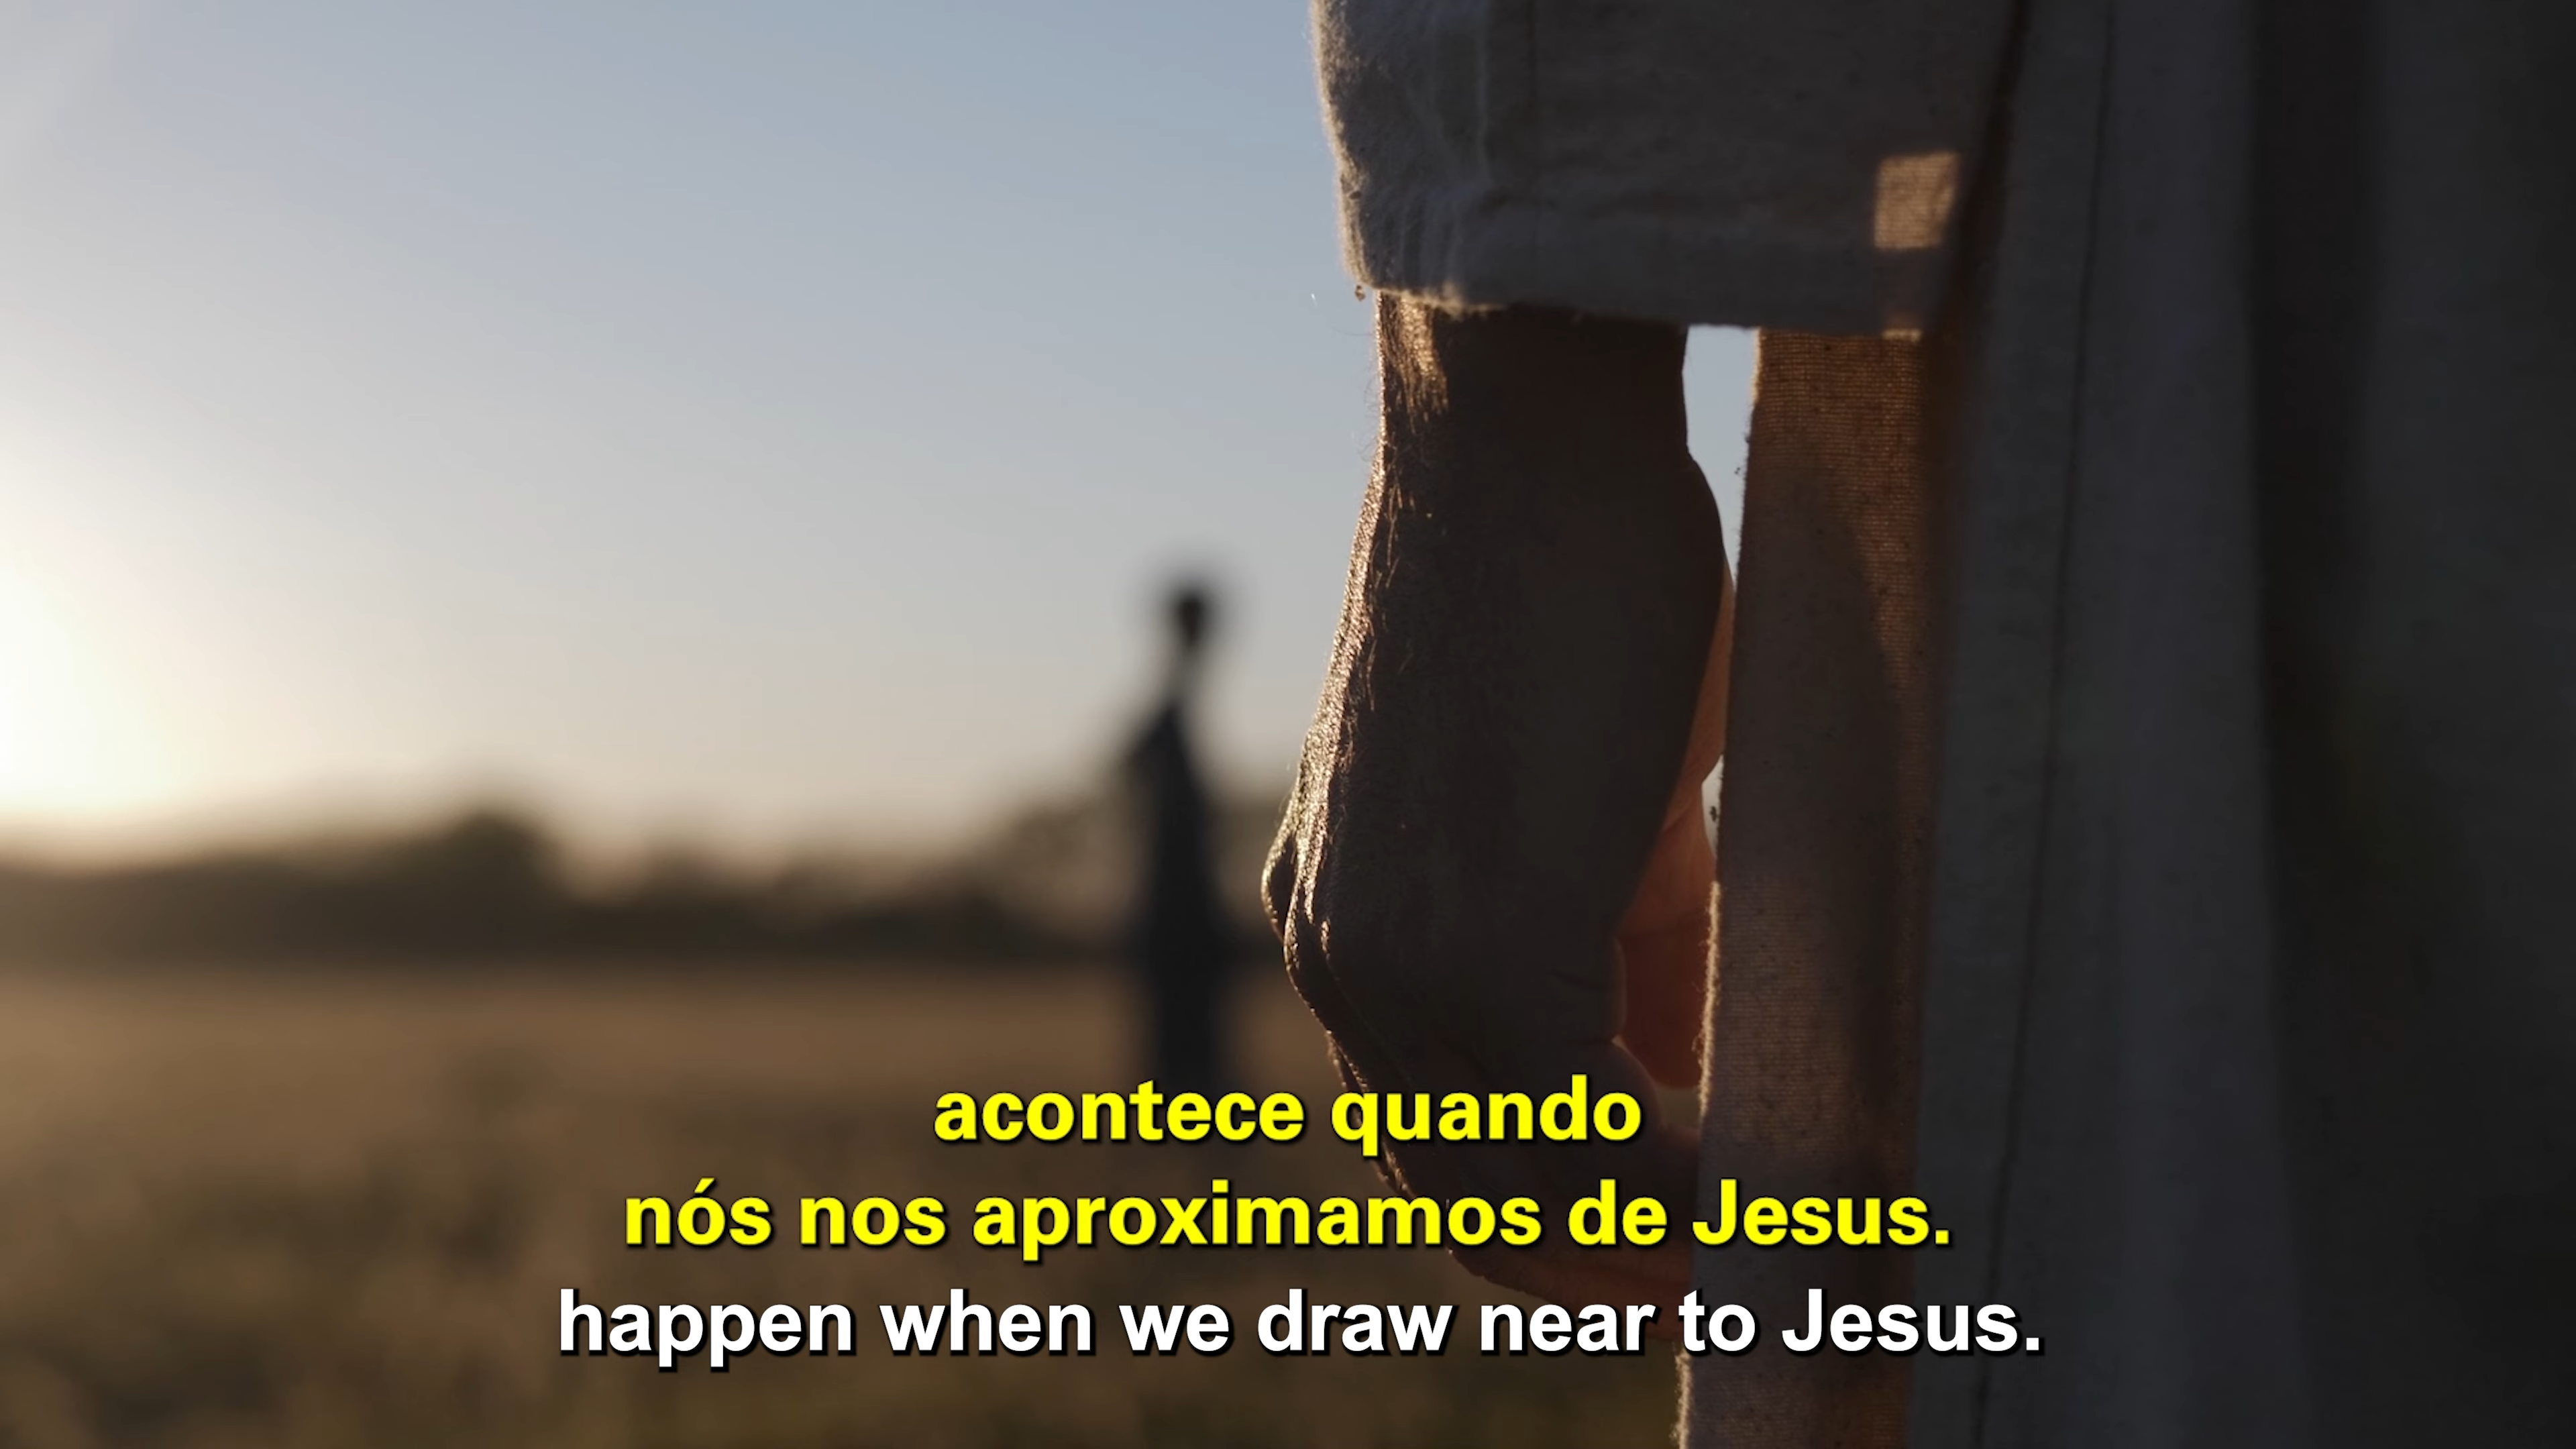 acontece quando
nós nos aproximamos de Jesus.
happen when we draw near to Jesus.